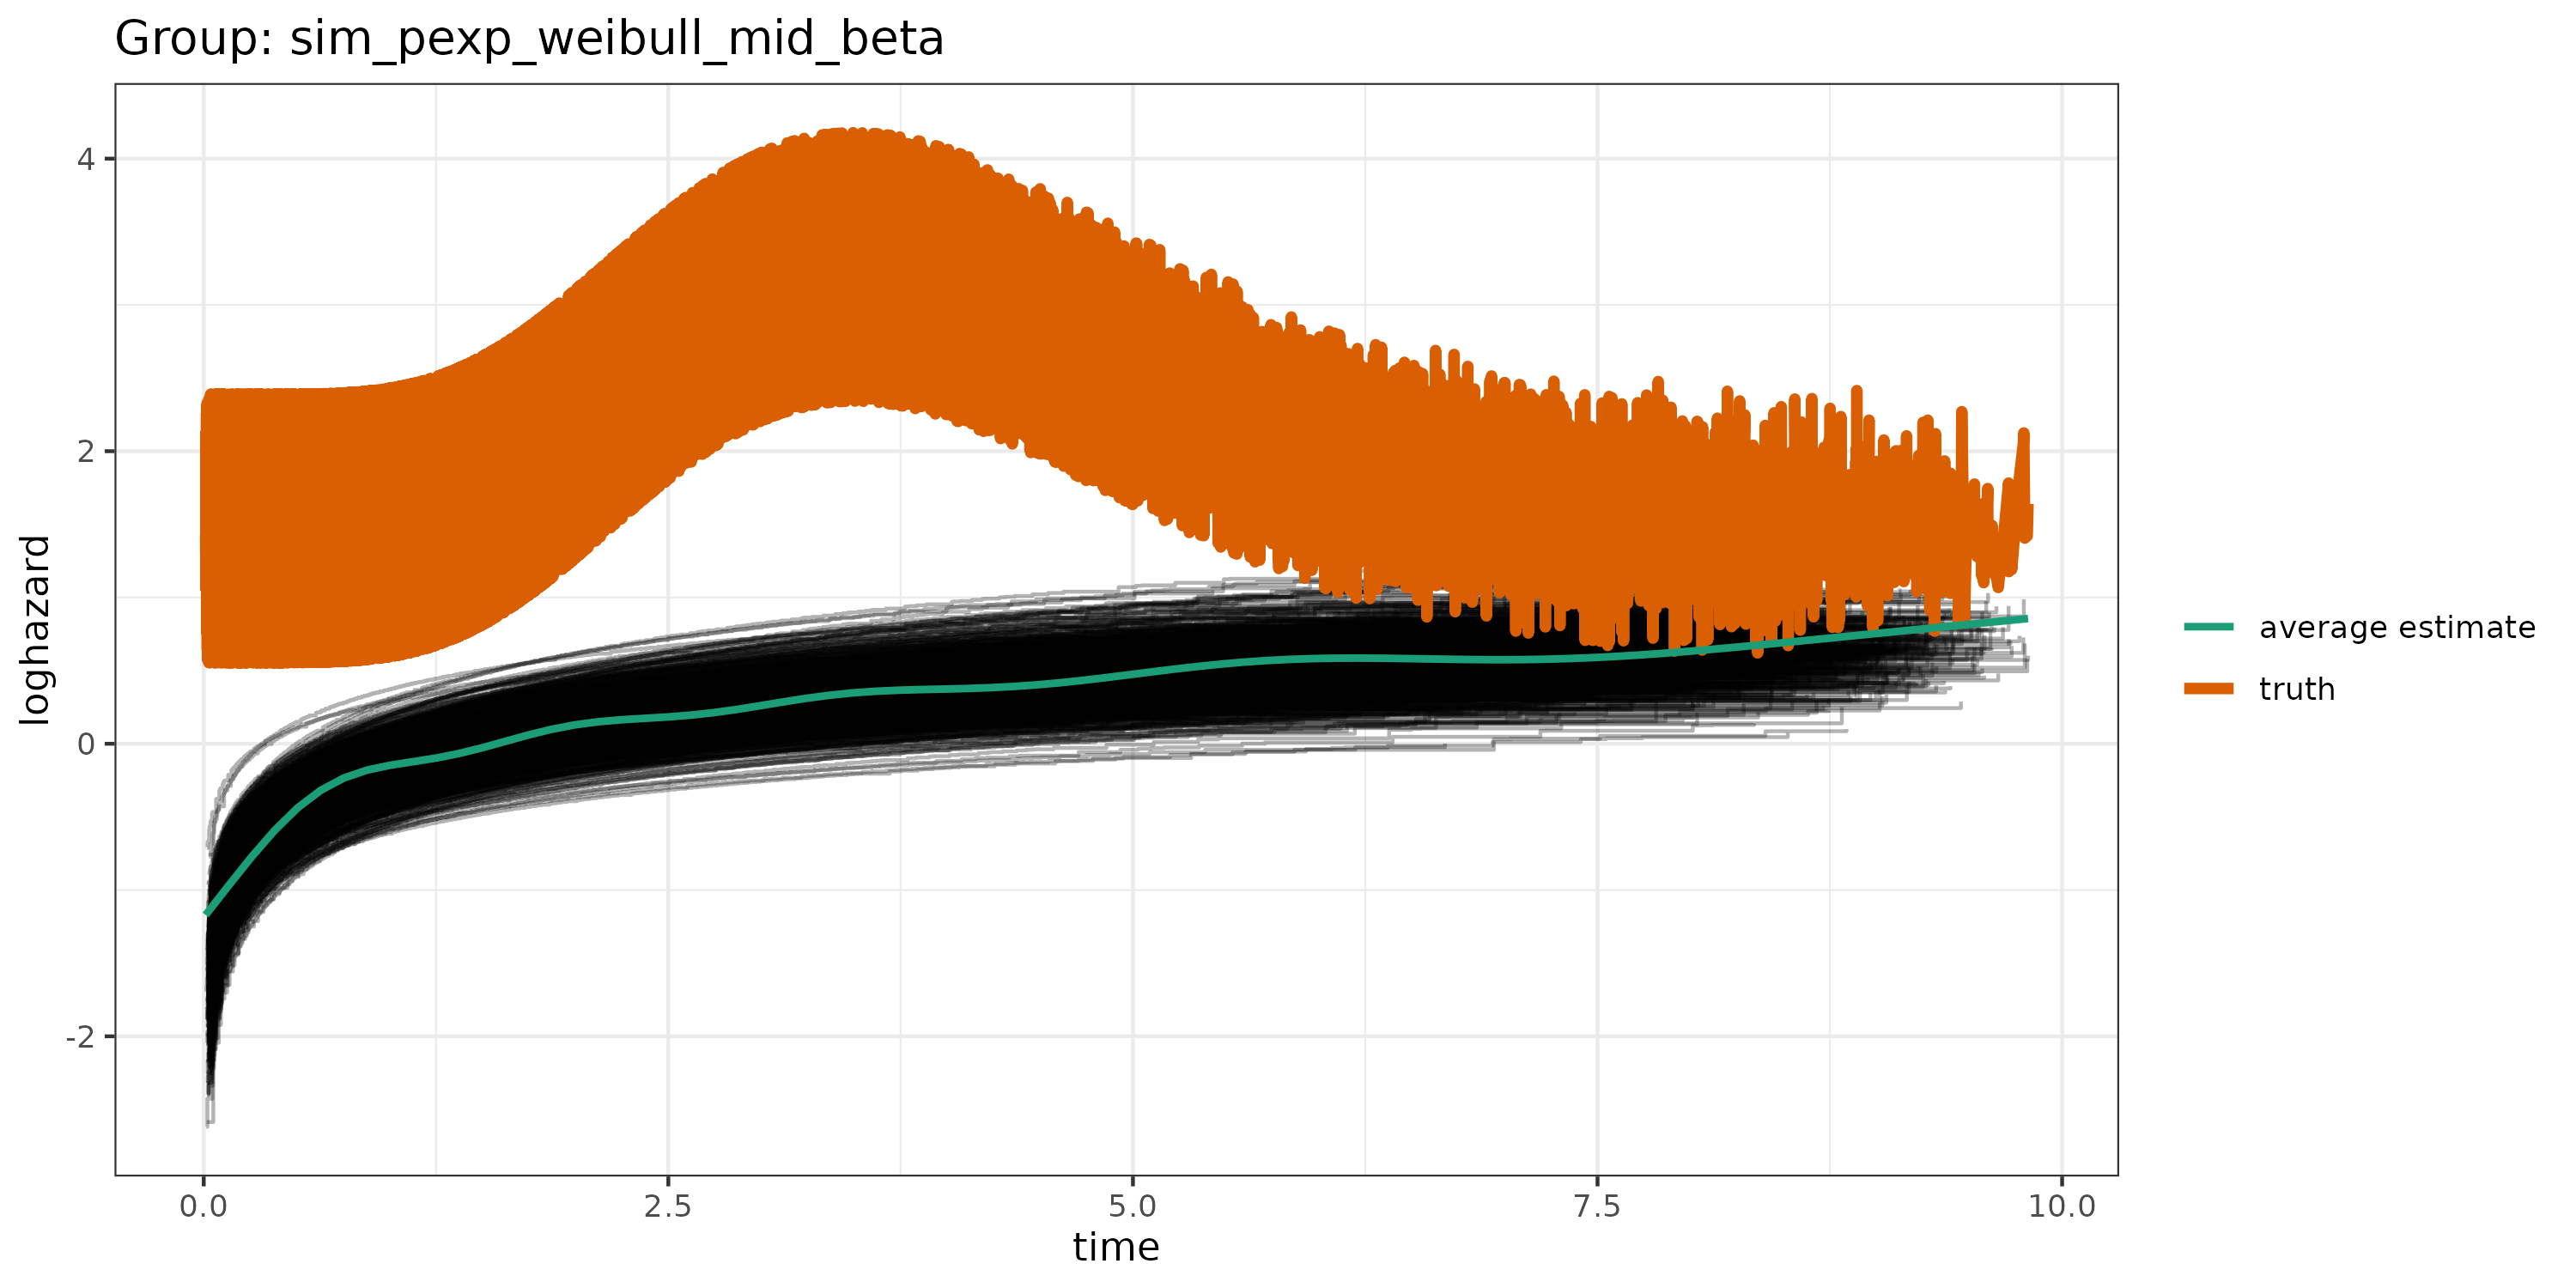 Group: sim_pexp_weibull_mid_beta
loghazard
4
2
0
-2
0.0
2.5
5.0
7.5
10.0
time
average estimate
truth